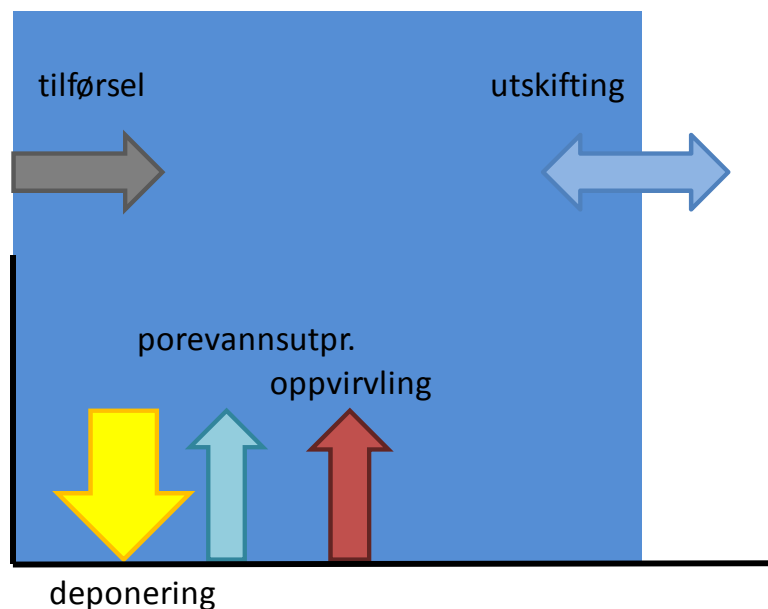 tilførsel
utskifting
porevannsutpr.
oppvirvling
deponering